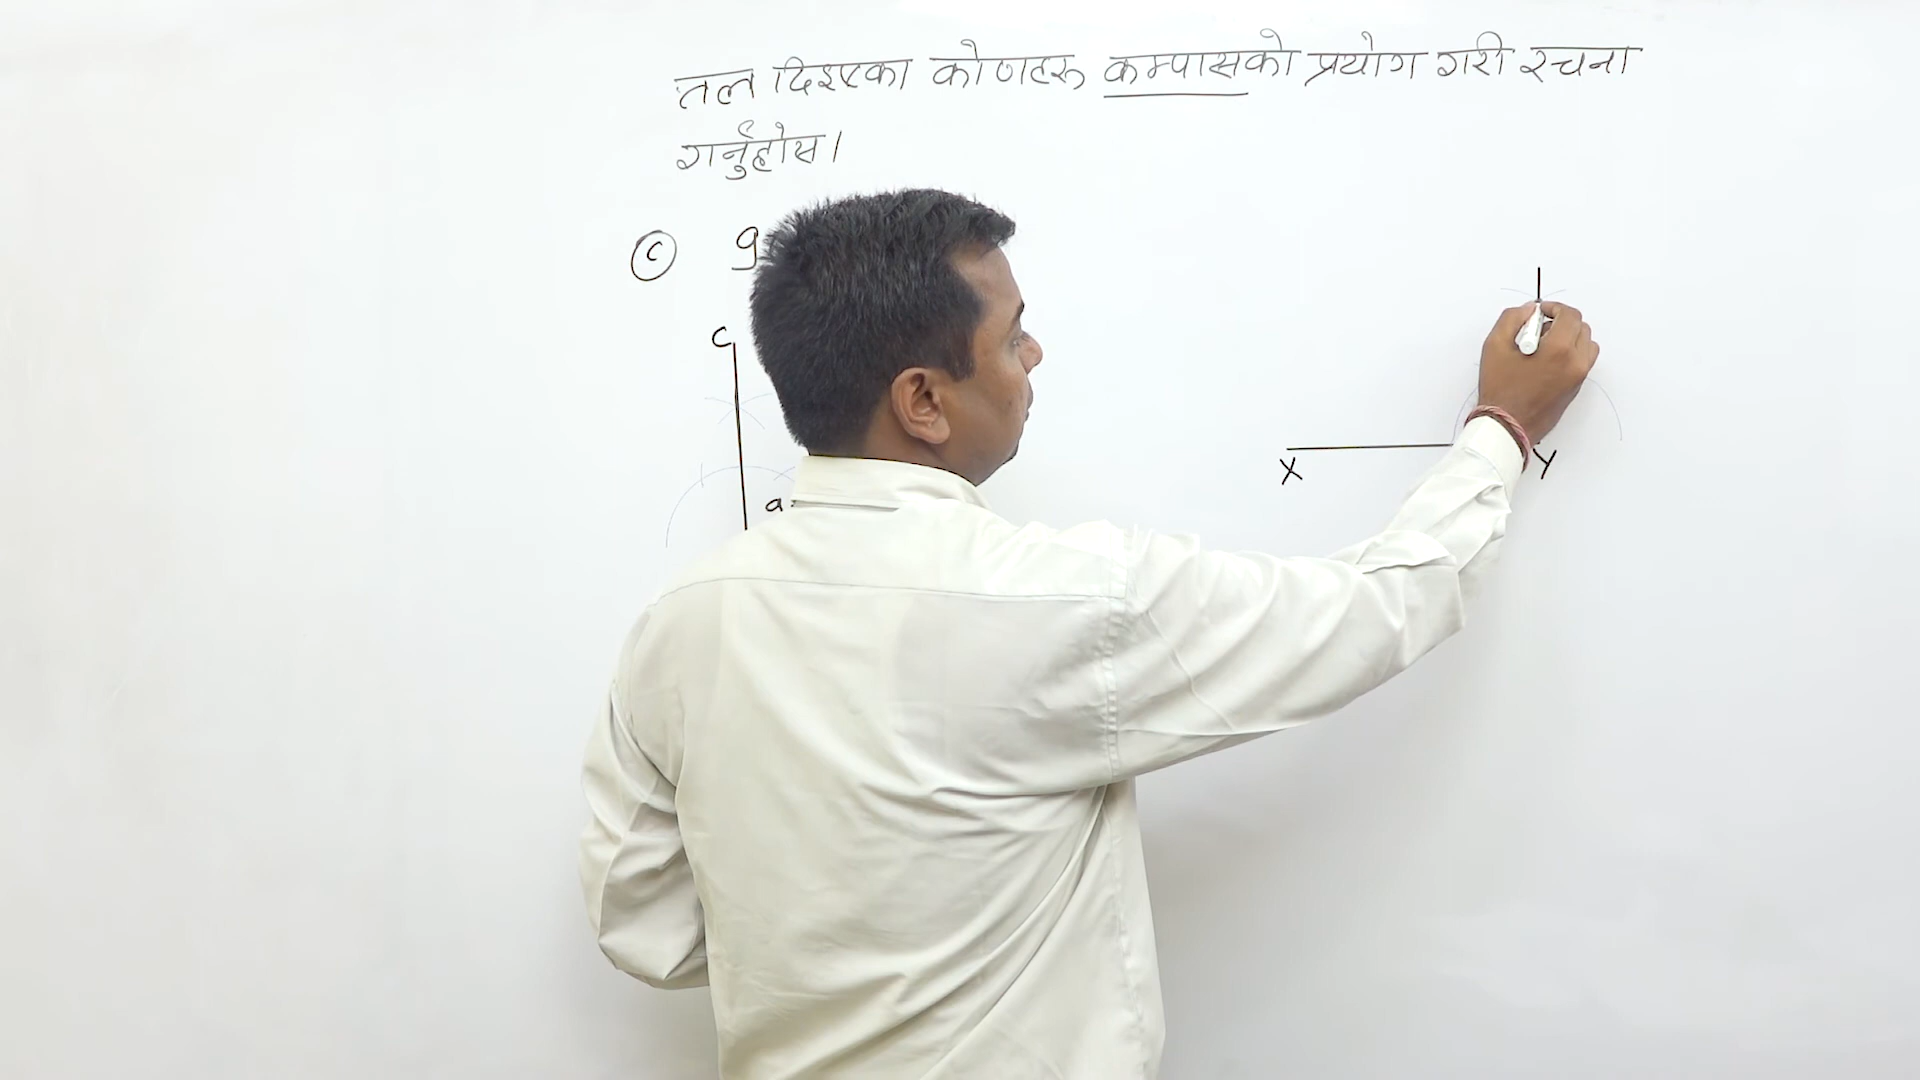 तल दिइएका कोणहरू कम्पासको प्रयोग गरी रचना
गर्नुहोस।
c 9
C
a
X Y